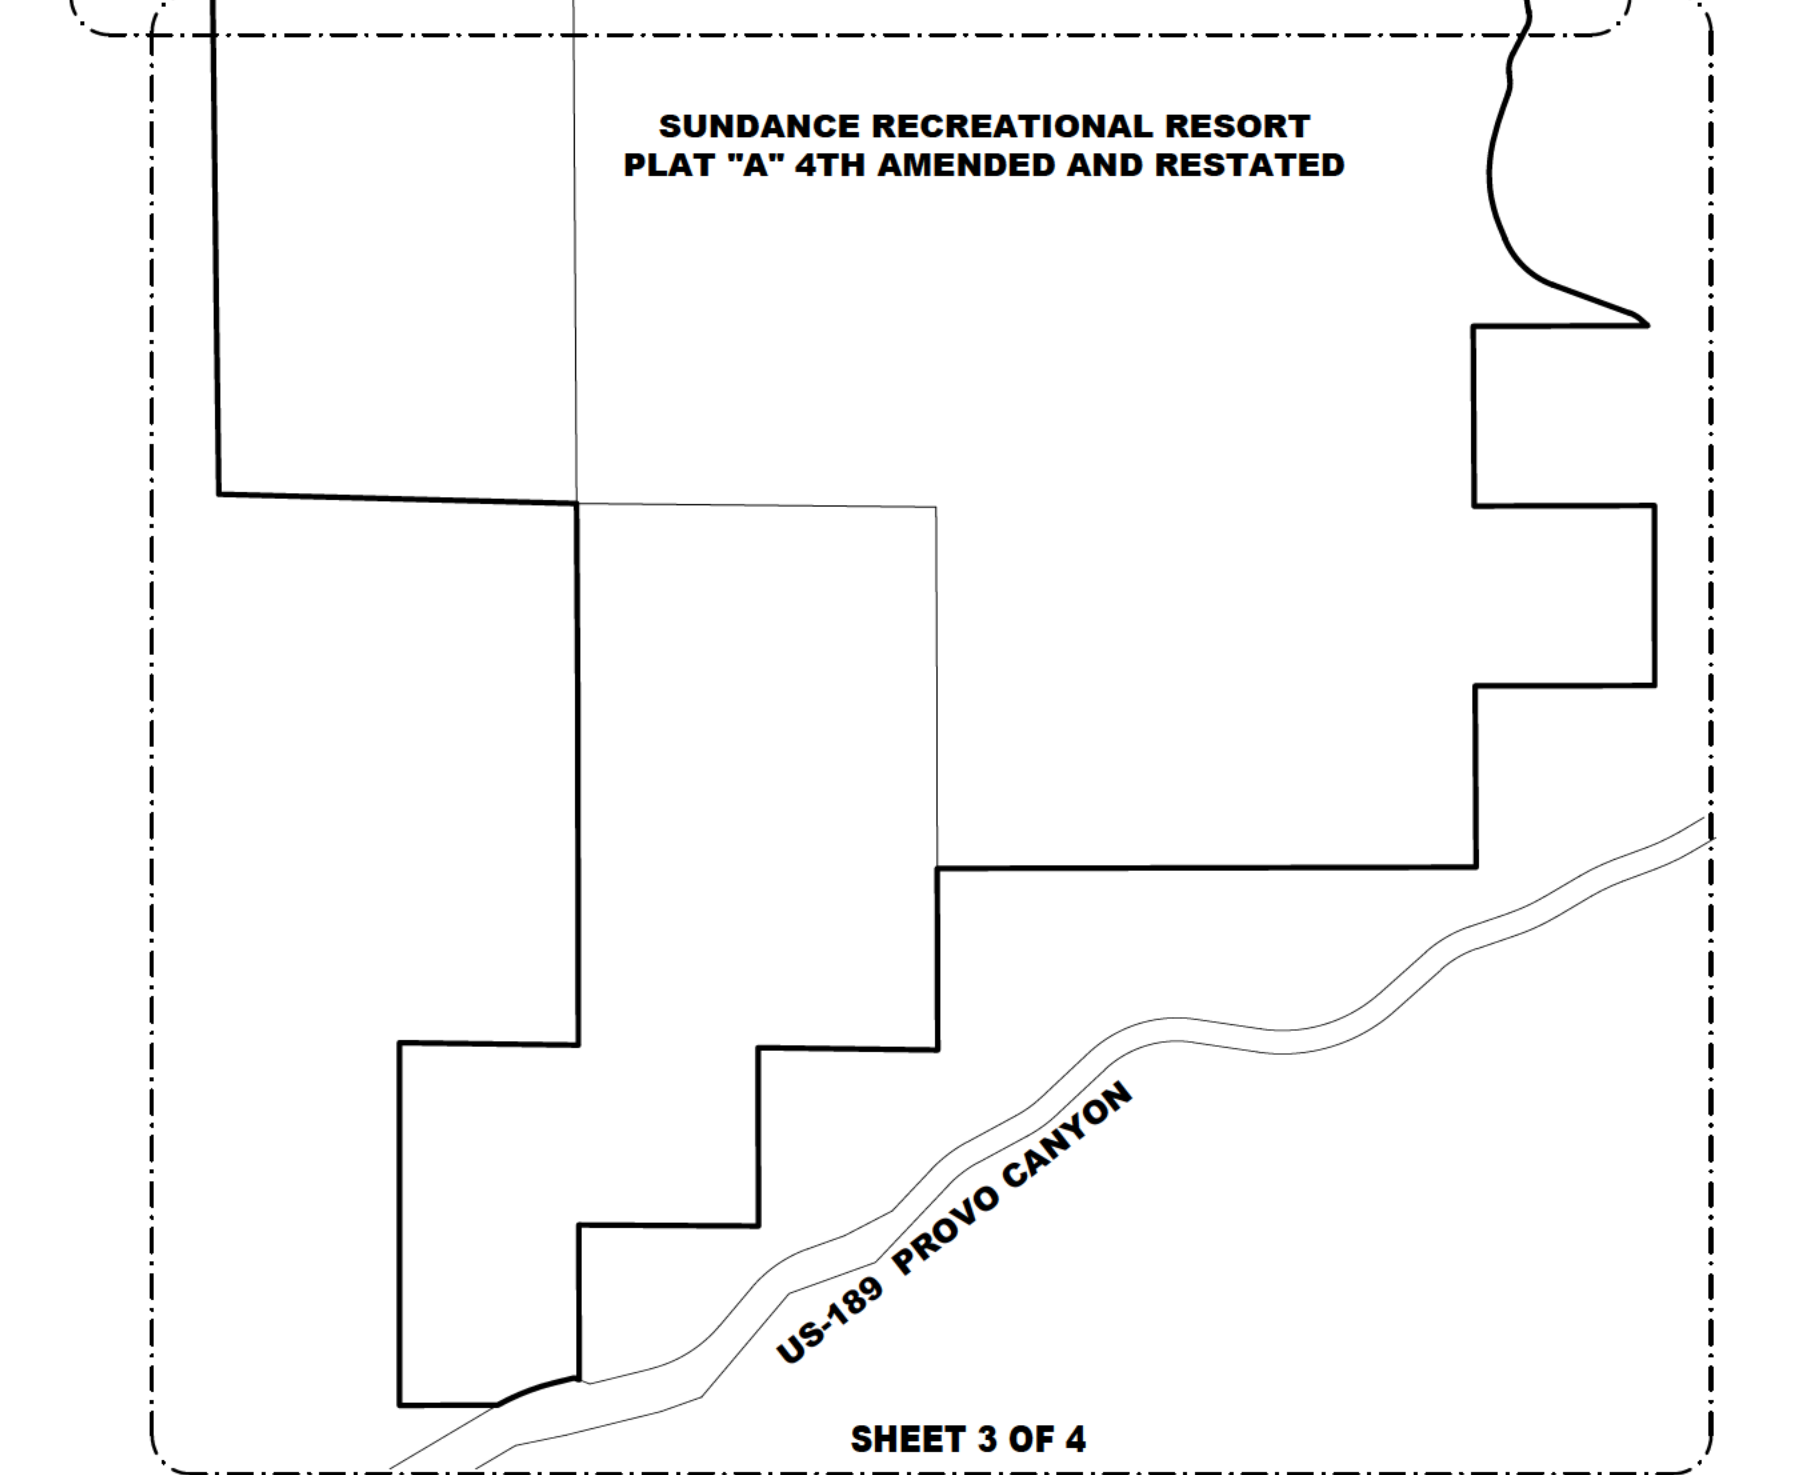 SUNDANCE RECREATIONAL RESORT
PLAT "A" 4TH AMENDED AND RESTATED
US-189 PROVO CANYON
SHEET 3 OF 4